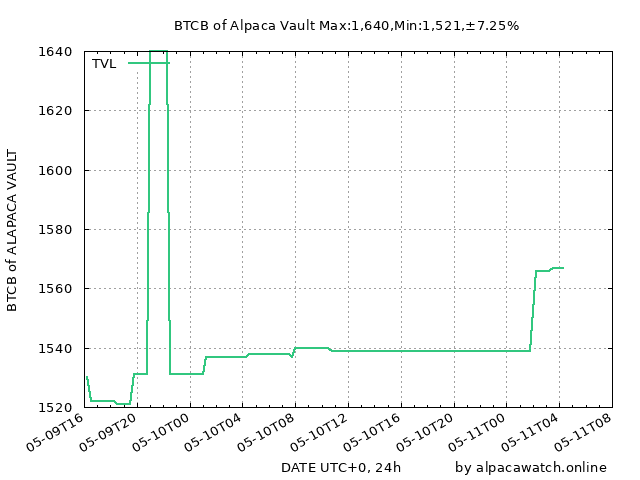 BTCB of Alpaca Vault Max:1,640,Min:1,521,±7.25%
TVL
BTCB of ALAPACA VAULT
1640
1620
1600
1580
1560
1540
1520
05-09T16
05-09T20
05-10T00
05-10T04
05-10T08
05-10T12
05-10T16
05-10T20
05-11T00
05-11T04
05-11T08
DATE UTC+0, 24h
by alpacawatch.online